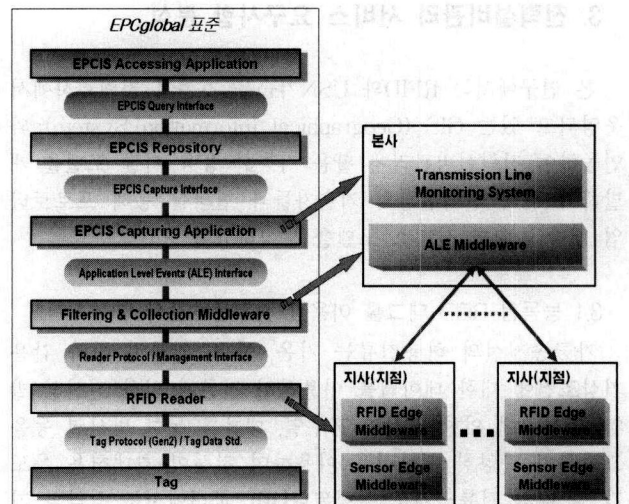 EPCglobal 표준
EPCIS Accessing Application
EPCIS Query Interface
EPCIS Repository
EPCIS Capture Interface
EPCIS Capturing Application
Application Level Events (ALE) Interface
Filtering & Collection Middleware
Reader Protocol / Management Interface
RFID Reader
Tag Protocol (Gen2) / Tag Data Std.
Tag
본사
Transmission Line
Monitoring System
ALE Middleware
지사(지점)
RFID Edge
Middleware
Sensor Edge
Middleware
지사(지점)
RFID Edge
Middleware
Sensor Edge
Middleware